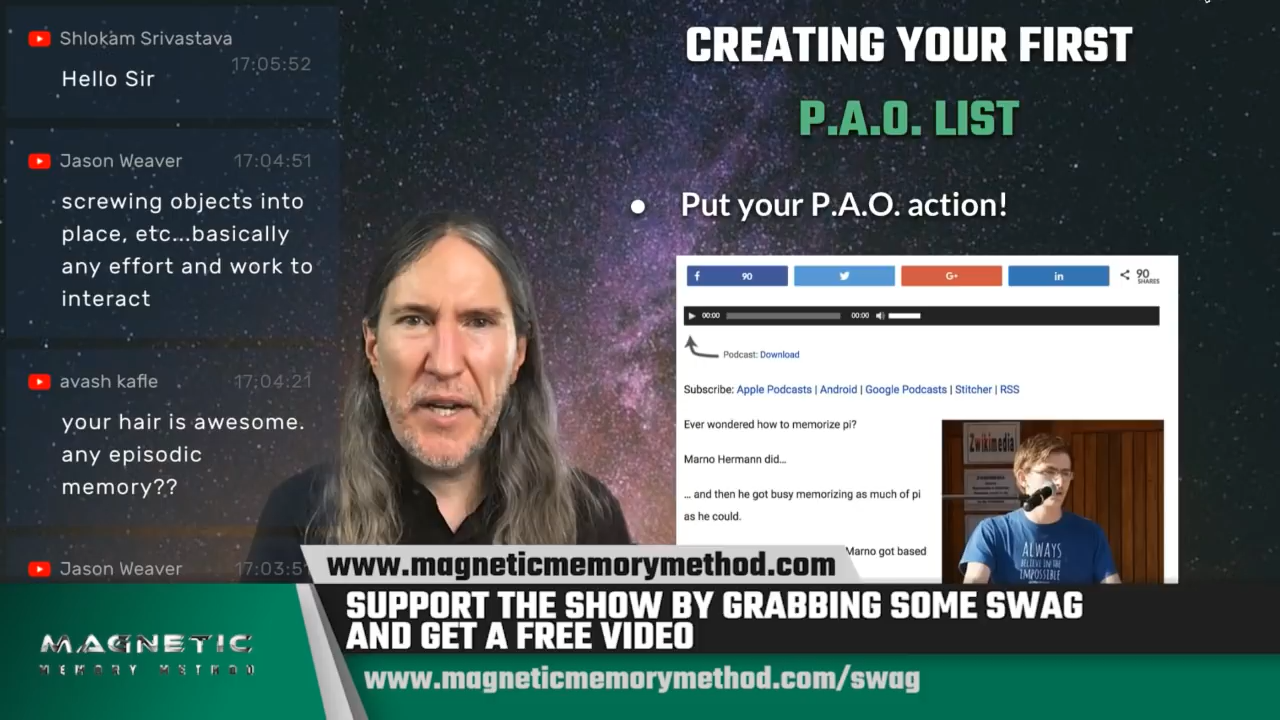 Shlokam Srivastava
17:05:52
Hello Sir
Jason Weaver 17:04:51
screwing objects into
place, etc...basically
any effort and work to
interact
avash kafle 17:04:21
your hair is awesome.
any episodic
memory??
Jason Weaver 17:03:5
CREATING YOUR FIRST
P.A.O. LIST
• Put your P.A.O. action!
f 90 G+ in 90
SHARES
00:00 00:00
Podcast: Download
Subscribe: Apple Podcasts | Android | Google Podcasts | Stitcher | RSS
Ever wondered how to memorize pi?
Marno Hermann did...
... and then he got busy memorizing as much of pi
as he could.
Marno got based
Zwikimedia
ALWAYS
BELIEVE IN THE
IMPOSSIBLE
www.magneticmemorymethod.com
SUPPORT THE SHOW BY GRABBING SOME SWAG
AND GET A FREE VIDEO
MAGNETIC
MEMORY METHOD
www.magneticmemorymethod.com/swag